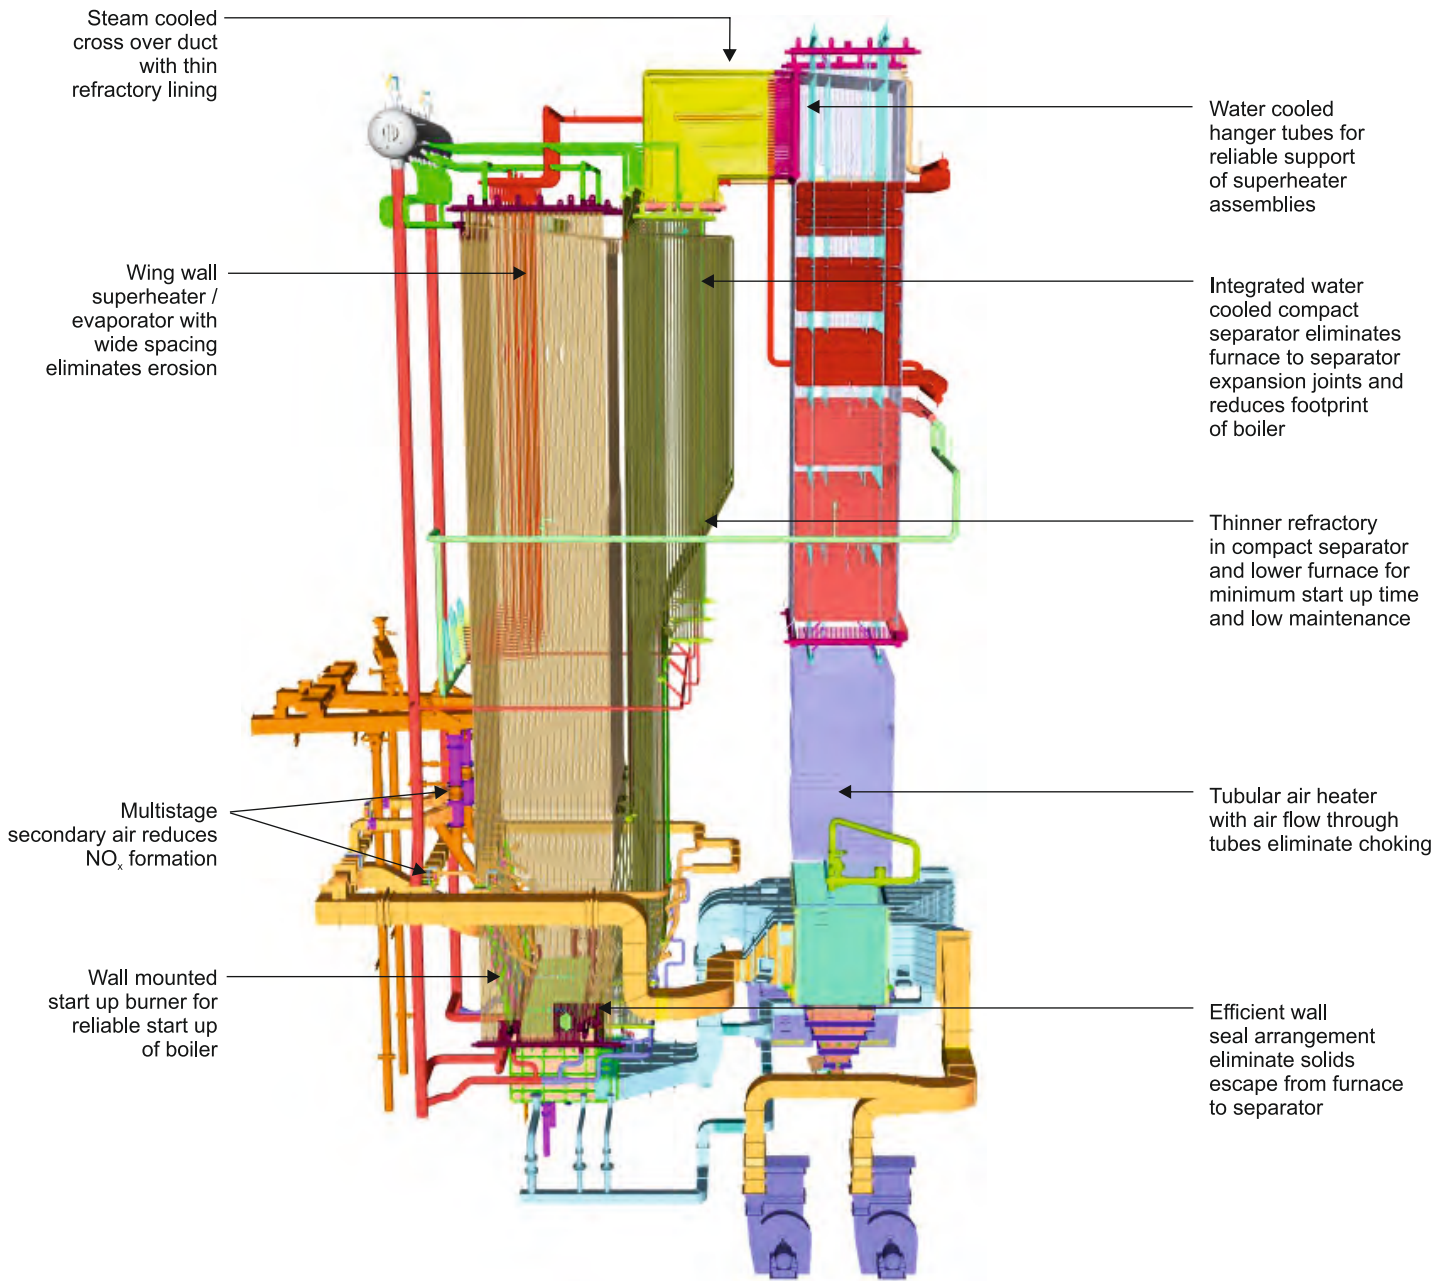 Steam cooled
cross over duct
with thin
refractory lining
Wing wall
superheater /
evaporator with
wide spacing
eliminates erosion
Multistage
secondary air reduces
NOx formation
Wall mounted
start up burner for
reliable start up
of boiler
Water cooled
hanger tubes for
reliable support
of superheater
assemblies
Integrated water
cooled compact
separator eliminates
furnace to separator
expansion joints and
reduces footprint
of boiler
Thinner refractory
in compact separator
and lower furnace for
minimum start up time
and low maintenance
Tubular air heater
with air flow through
tubes eliminate choking
Efficient wall
seal arrangement
eliminate solids
escape from furnace
to separator